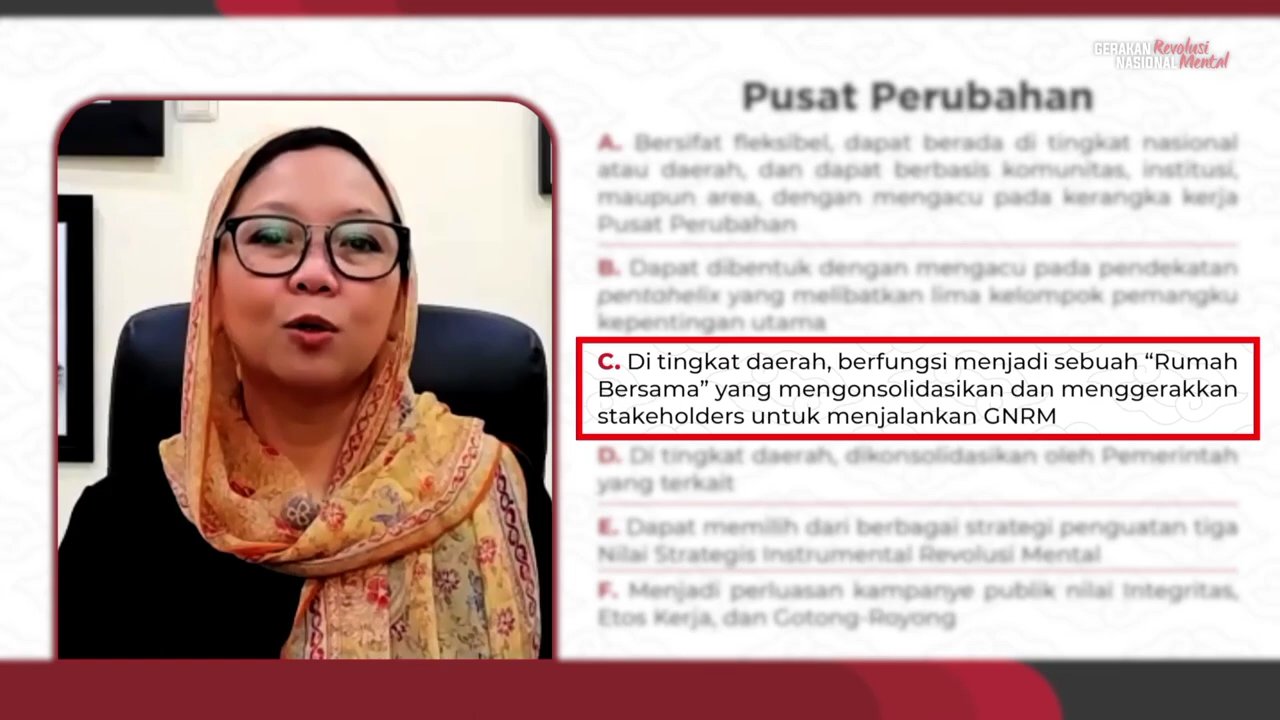 GERAKAN Revolusi
NASIONAL Mental
Pusat Perubahan
A. Bersifat fleksibel, dapat berada di tingkat nasional
atau daerah, dan dapat berbasis komunitas, institusi,
maupun area, dengan mengacu pada kerangka kerja
Pusat Perubahan
B. Dapat dibentuk dengan mengacu pada pendekatan
pentahelix yang melibatkan lima kelompok pemangku
kepentingan utama
C. Di tingkat daerah, berfungsi menjadi sebuah “Rumah
Bersama” yang mengonsolidasikan dan menggerakkan
stakeholders untuk menjalankan GNRM
D. Di tingkat daerah, dikonsolidasikan oleh Pemerintah
yang terkait
E. Dapat memilih dari berbagai strategi penguatan tiga
Nilai Strategis Instrumental Revolusi Mental
F. Menjadi perluasan kampanye publik nilai Integritas,
Etos Kerja, dan Gotong-Royong